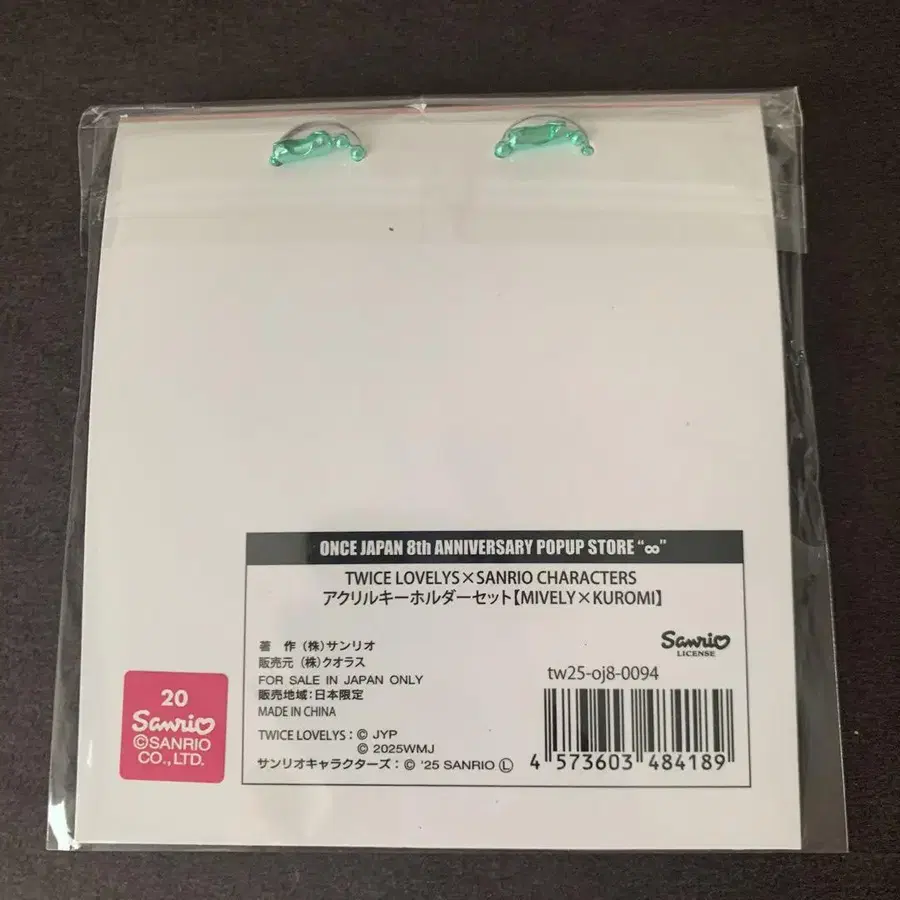 ONCE JAPAN 8th ANNIVERSARY POPUP STORE “∞”
TWICE LOVELYS×SANRIO CHARACTERS
アクリルキーホルダーセット【MIVELY×KUROMI】
著 作 （株）サンリオ
販売元 （株）クオラス
FOR SALE IN JAPAN ONLY
販売地域：日本限定
MADE IN CHINA
TWICE LOVELYS：© JYP
© 2025WMJ
サンリオキャラクターズ：© '25 SANRIO Ⓛ
Sanrio
LICENSE
tw25-oj8-0094
4 573603 484189
20
Sanrio
©SANRIO
CO., LTD.